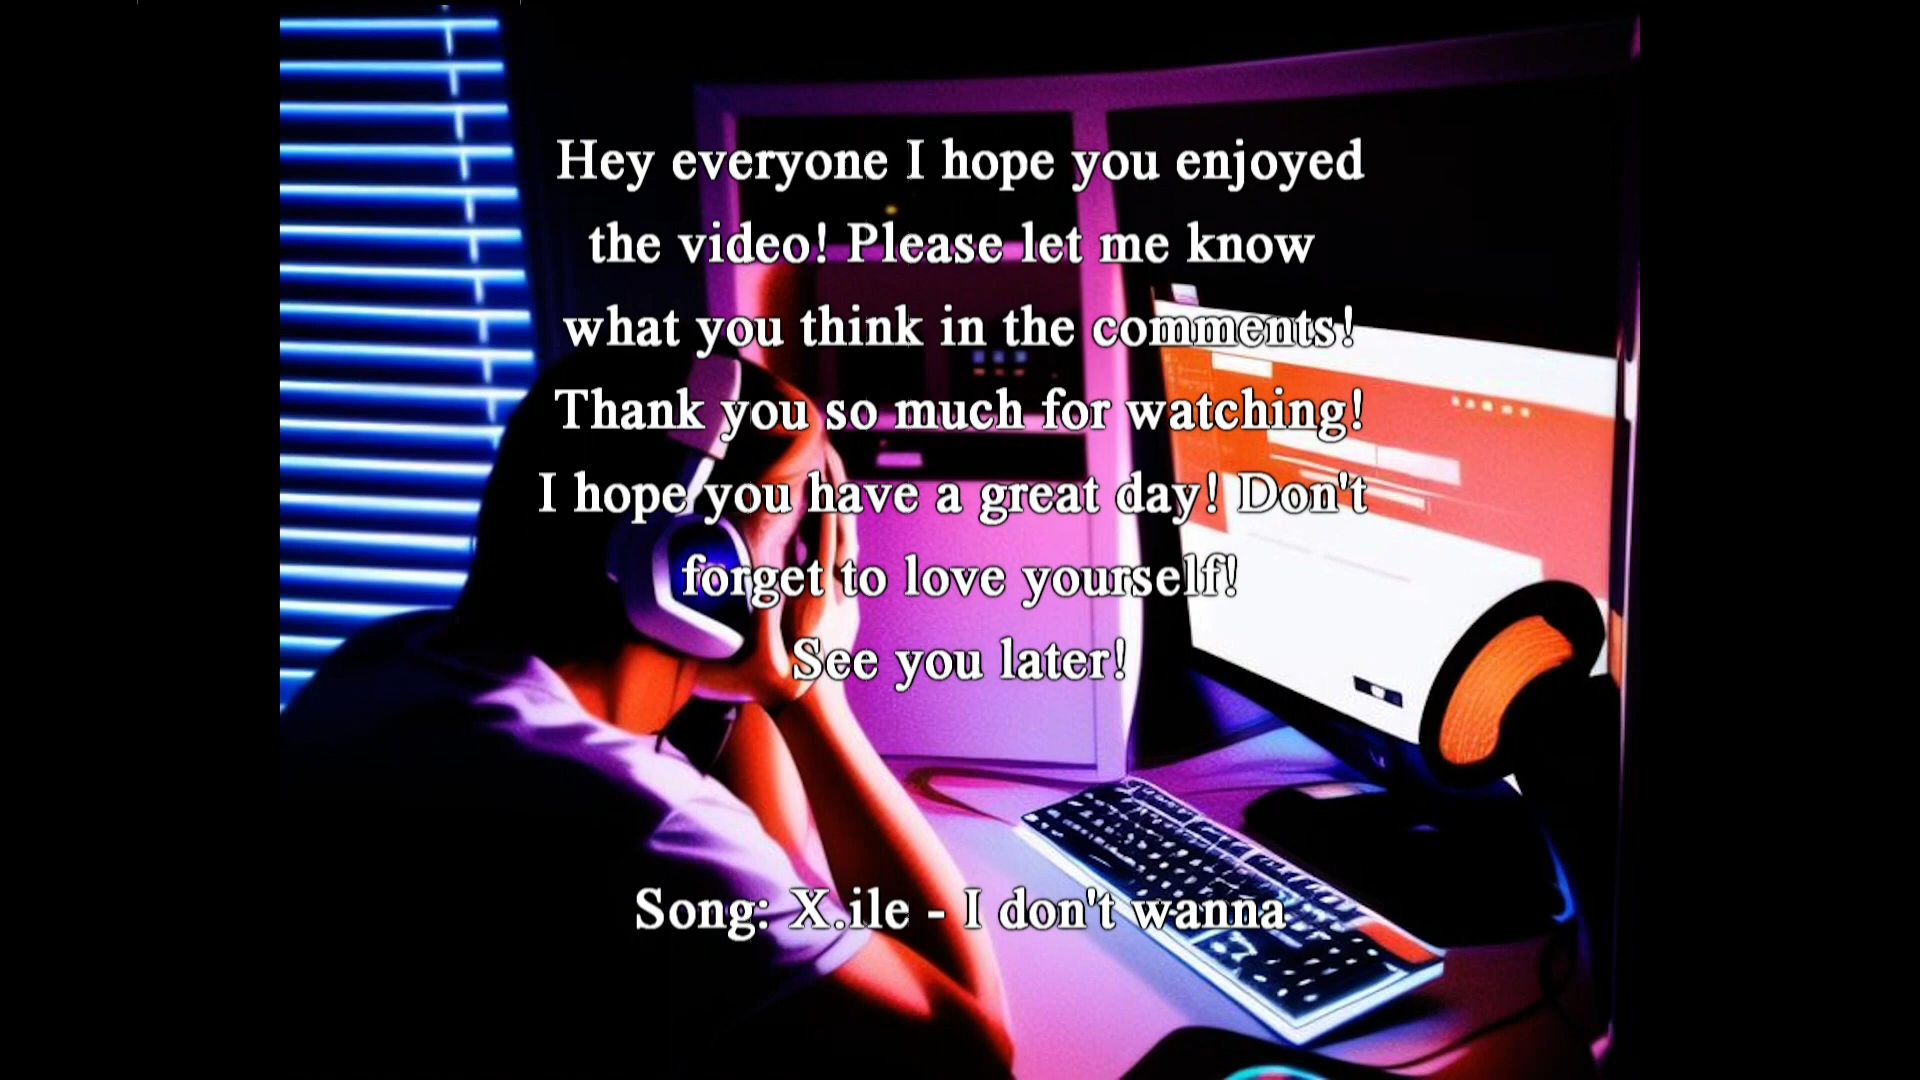 Hey everyone I hope you enjoyed
the video! Please let me know
what you think in the comments!
Thank you so much for watching!
I hope you have a great day! Don't
forget to love yourself!
See you later!
Song: X.ile - I don't wanna